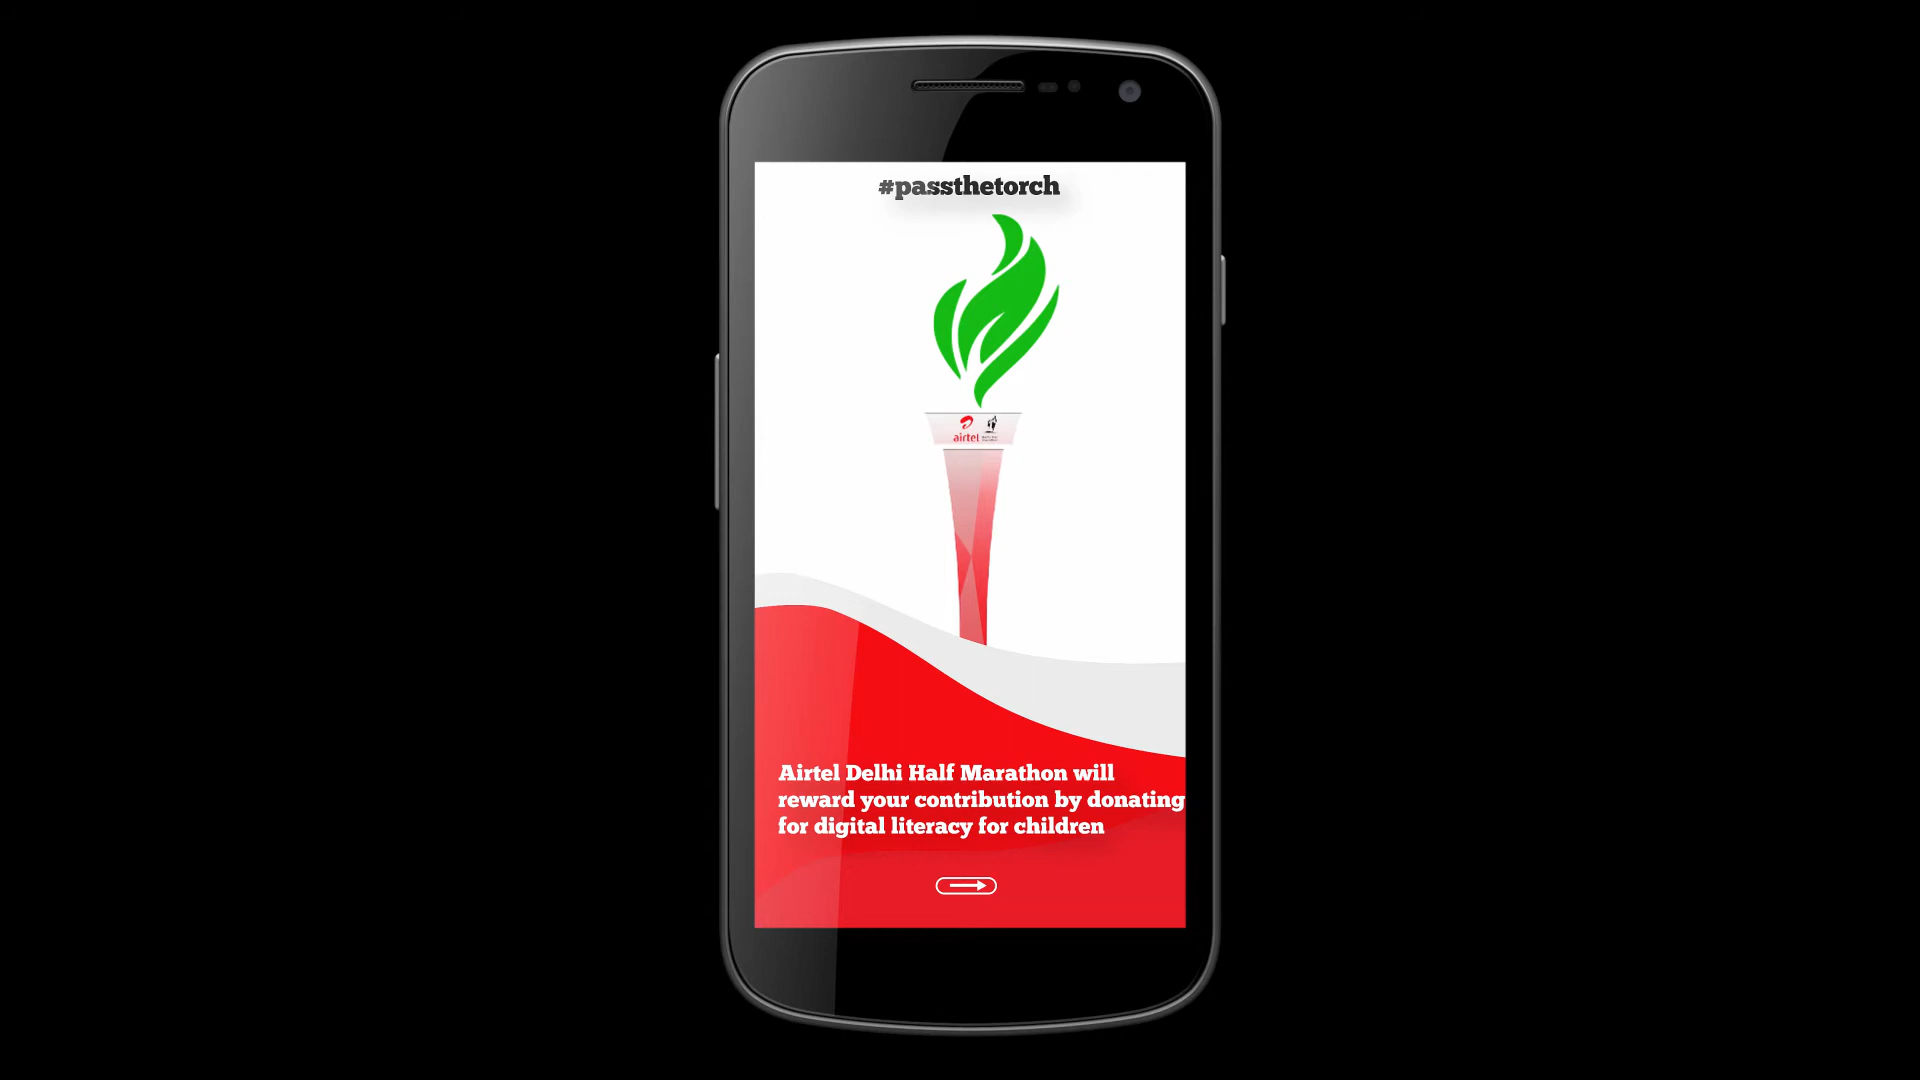 #passthetorch
airtel
Airtel Delhi Half Marathon will
reward your contribution by donating
for digital literacy for children